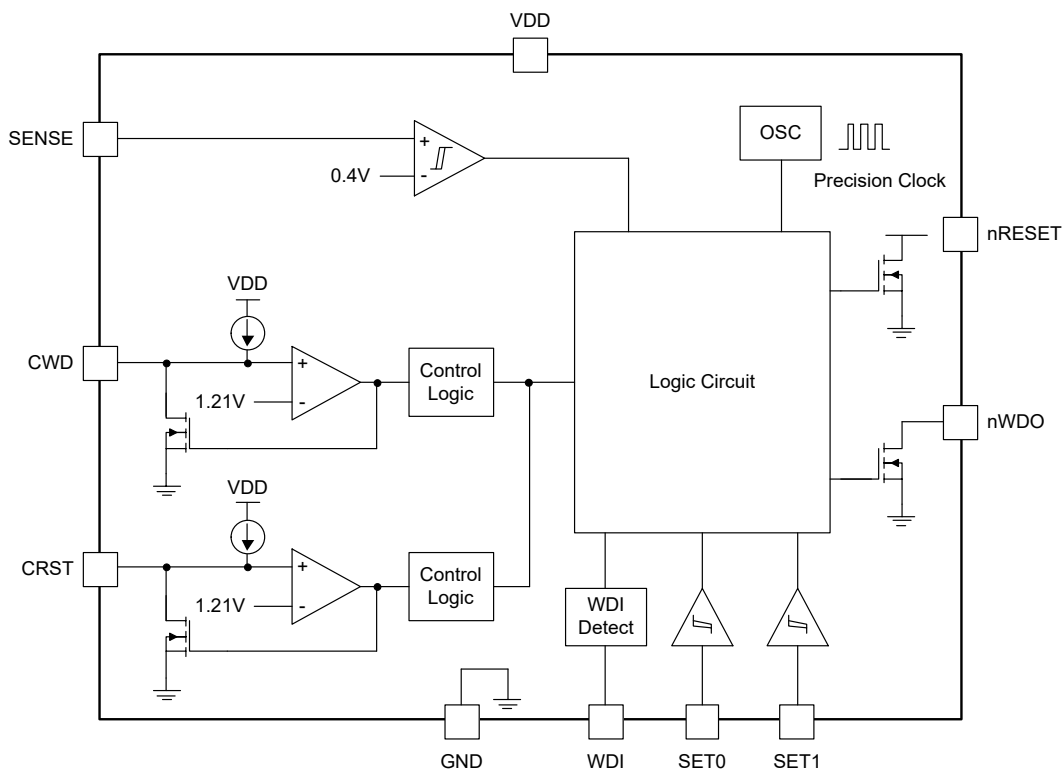 VDD
SENSE
+
0.4V
-
OSC
Precision Clock
nRESET
VDD
CWD
+
1.21V
-
Control
Logic
Logic Circuit
nWDO
VDD
CRST
+
1.21V
-
Control
Logic
WDI
Detect
GND
WDI
SET0
SET1